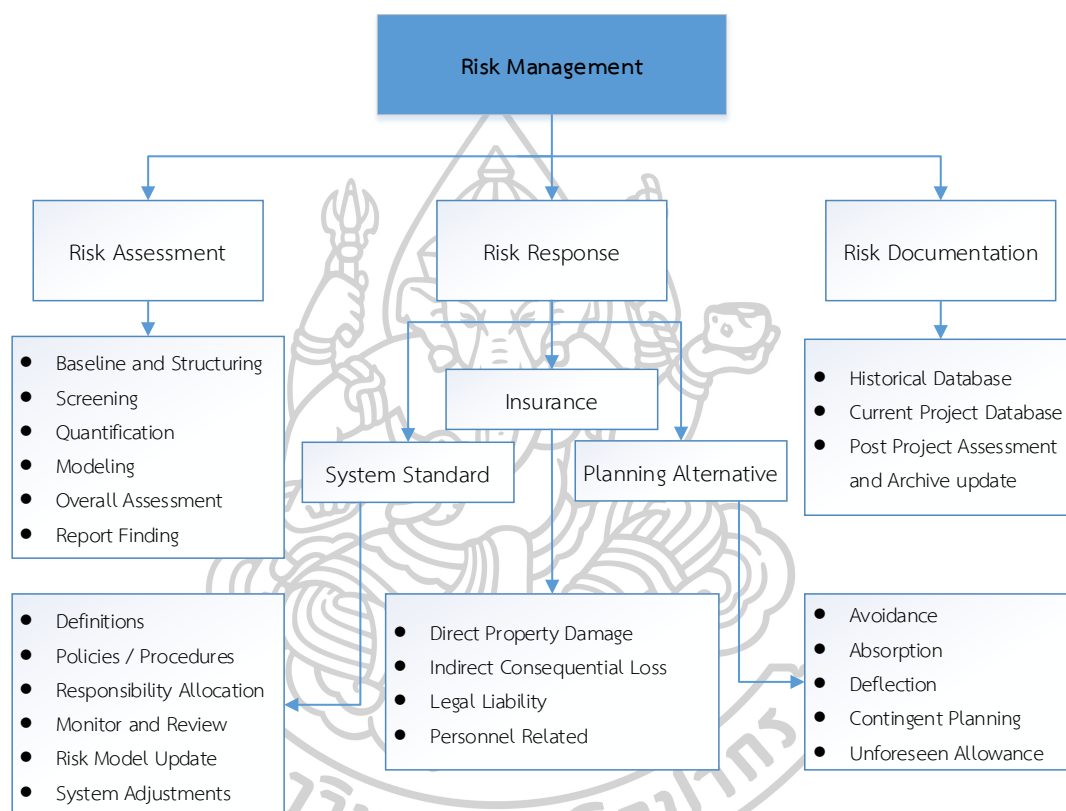 Risk Management
Risk Assessment
Risk Response
Risk Documentation
● Baseline and Structuring
● Screening
● Quantification
● Modeling
● Overall Assessment
● Report Finding
Insurance
System Standard
Planning Alternative
● Historical Database
● Current Project Database
● Post Project Assessment
and Archive update
● Definitions
● Policies / Procedures
● Responsibility Allocation
● Monitor and Review
● Risk Model Update
● System Adjustments
● Direct Property Damage
● Indirect Consequential Loss
● Legal Liability
● Personnel Related
● Avoidance
● Absorption
● Deflection
● Contingent Planning
● Unforeseen Allowance